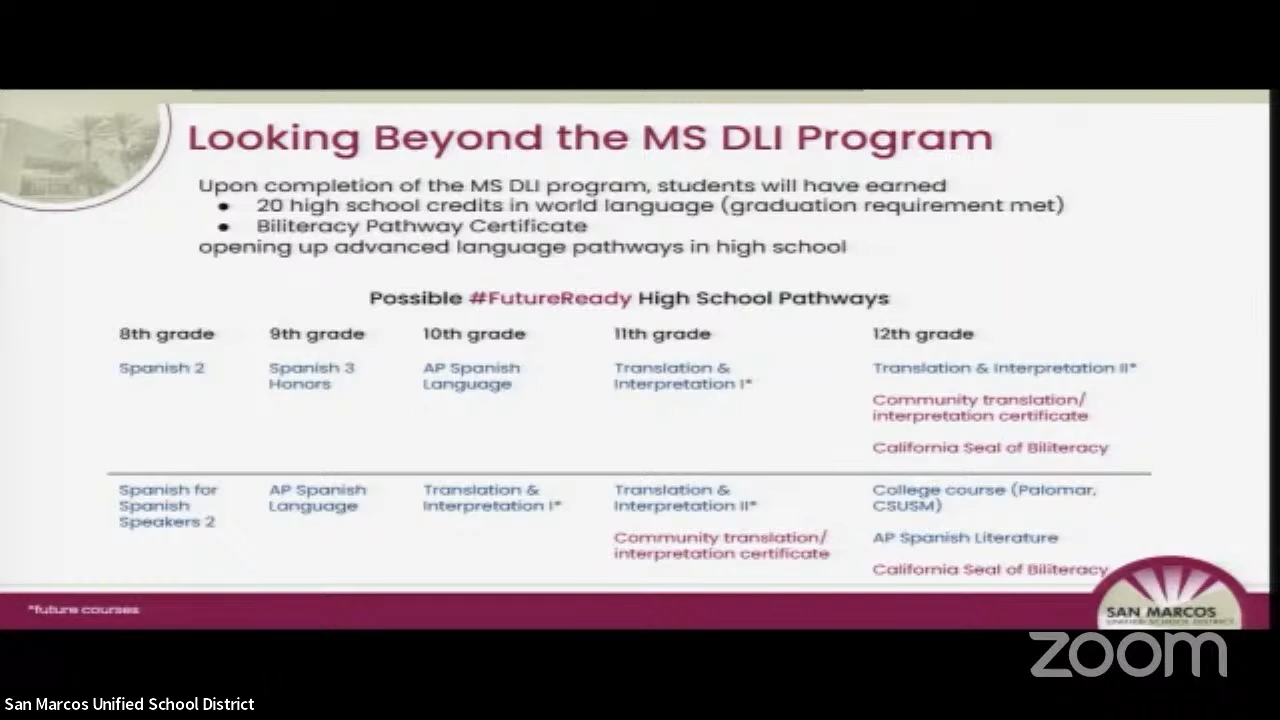 Looking Beyond the MS DLI Program
Upon completion of the MS DLI program, students will have earned
● 20 high school credits in world language (graduation requirement met)
● Biliteracy Pathway Certificate
opening up advanced language pathways in high school
Possible #FutureReady High School Pathways
8th grade 9th grade 10th grade 11th grade 12th grade
Spanish 2
Spanish 3
Honors
AP Spanish
Language
Translation &
Interpretation I*
Translation & Interpretation II*
Community translation/
interpretation certificate
California Seal of Biliteracy
Spanish for
Spanish
Speakers 2
AP Spanish
Language
Translation &
Interpretation I*
Translation &
Interpretation II*
Community translation/
interpretation certificate
College course (Palomar,
CSUSM)
AP Spanish Literature
California Seal of Biliteracy
*future courses
SAN MARCOS
UNIFIED SCHOOL DISTRICT
zoom
San Marcos Unified School District